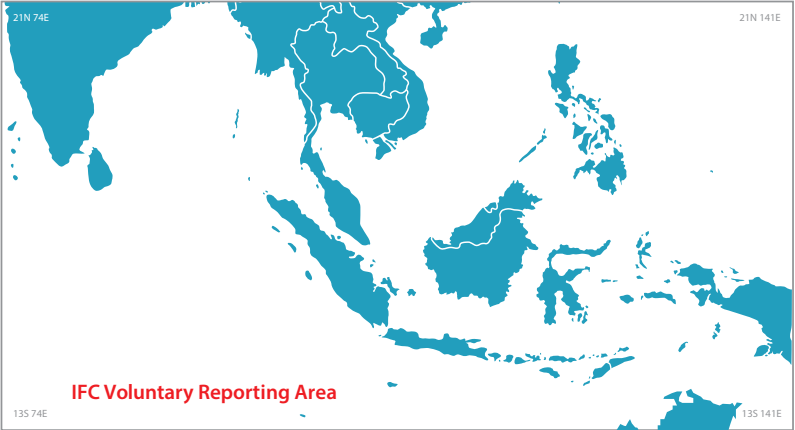 21N 74E
21N 141E
IFC Voluntary Reporting Area
13S 74E
13S 141E